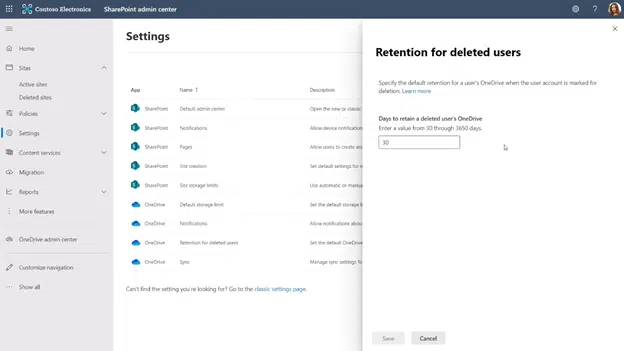 Contoso Electronics
SharePoint admin center
Home
Sites
Active sites
Deleted sites
Policies
Settings
Content services
Migration
Reports
More features
OneDrive admin center
Customize navigation
Show all
Settings
App Name ↑ Description
SharePoint Default admin center Open the new or classic
SharePoint Notifications Allow device notification
SharePoint Pages Allow users to create an
SharePoint Site creation Set default settings for n
SharePoint Site storage limits Use automatic or manua
OneDrive Default storage limit Set the default storage li
OneDrive Notifications Allow notifications abou
OneDrive Retention for deleted users Set the default OneDrive
OneDrive Sync Manage sync settings fo
Can't find the setting you're looking for? Go to the classic settings page.
Retention for deleted users
Specify the default retention for a user's OneDrive when the user account is marked for
deletion. Learn more
Days to retain a deleted user's OneDrive
Enter a value from 30 through 3650 days.
30
Save
Cancel